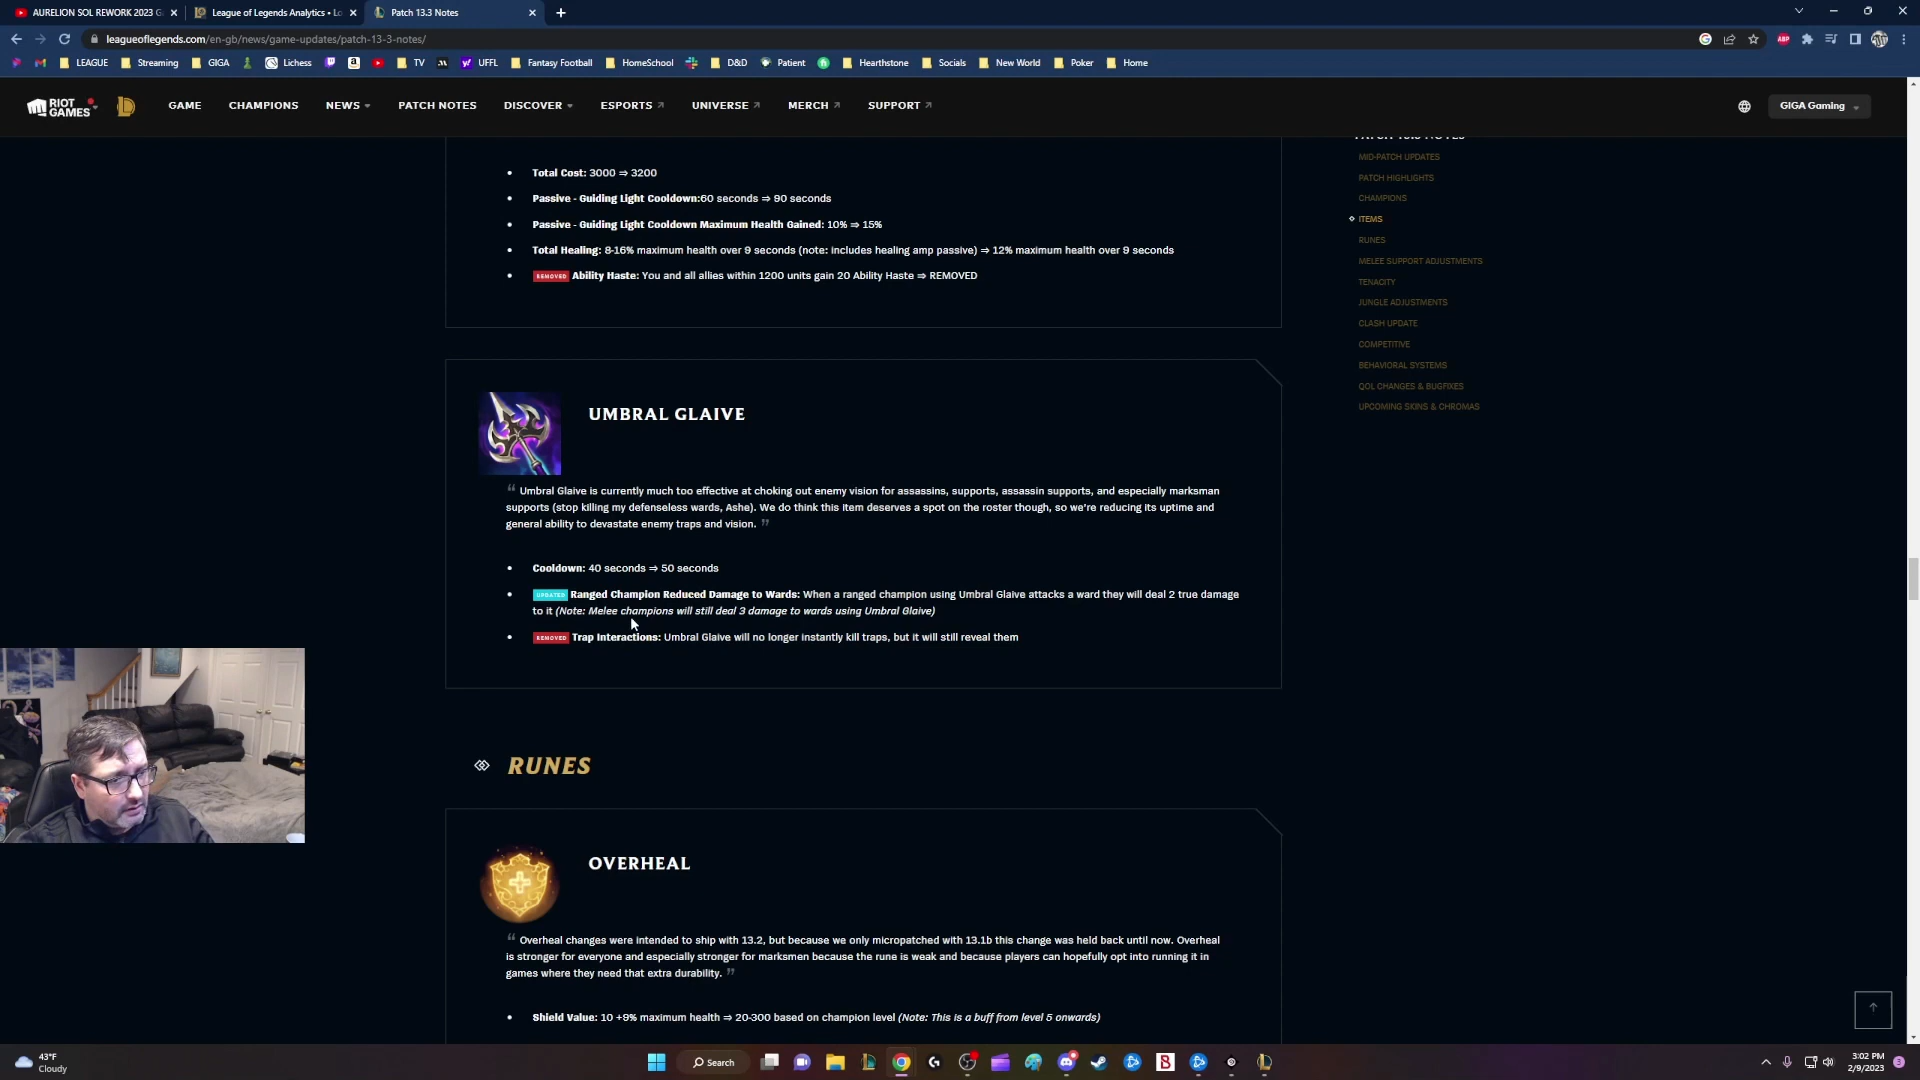 AURELION SOL REWORK 2023 G
League of Legends Analytics • Lo
Patch 13.3 Notes
leagueoflegends.com/en-gb/news/game-updates/patch-13-3-notes/
LEAGUE Streaming GIGA Lichess TV UFFL Fantasy Football HomeSchool D&D Patient Hearthstone Socials New World Poker Home
RIOT GAMES GAME CHAMPIONS NEWS PATCH NOTES DISCOVER ESPORTS UNIVERSE MERCH SUPPORT GIGA Gaming
PATCH 13.3 NOTES
MID-PATCH UPDATES
PATCH HIGHLIGHTS
CHAMPIONS
ITEMS
RUNES
MELEE SUPPORT ADJUSTMENTS
TENACITY
JUNGLE ADJUSTMENTS
CLASH UPDATE
COMPETITIVE
BEHAVIORAL SYSTEMS
QOL CHANGES & BUGFIXES
UPCOMING SKINS & CHROMAS
• Total Cost: 3000 ⇒ 3200
• Passive - Guiding Light Cooldown:60 seconds ⇒ 90 seconds
• Passive - Guiding Light Cooldown Maximum Health Gained: 10% ⇒ 15%
• Total Healing: 8-16% maximum health over 9 seconds (note: includes healing amp passive) ⇒ 12% maximum health over 9 seconds
• REMOVED Ability Haste: You and all allies within 1200 units gain 20 Ability Haste ⇒ REMOVED
UMBRAL GLAIVE
“ Umbral Glaive is currently much too effective at choking out enemy vision for assassins, supports, assassin supports, and especially marksman
supports (stop killing my defenseless wards, Ashe). We do think this item deserves a spot on the roster though, so we're reducing its uptime and
general ability to devastate enemy traps and vision. ”
• Cooldown: 40 seconds ⇒ 50 seconds
• UPDATED Ranged Champion Reduced Damage to Wards: When a ranged champion using Umbral Glaive attacks a ward they will deal 2 true damage
to it (Note: Melee champions will still deal 3 damage to wards using Umbral Glaive)
• REMOVED Trap Interactions: Umbral Glaive will no longer instantly kill traps, but it will still reveal them
RUNES
OVERHEAL
“ Overheal changes were intended to ship with 13.2, but because we only micropatched with 13.1b this change was held back until now. Overheal
is stronger for everyone and especially stronger for marksmen because the rune is weak and because players can hopefully opt into running it in
games where they need that extra durability. ”
• Shield Value: 10 +9% maximum health ⇒ 20-300 based on champion level (Note: This is a buff from level 5 onwards)
43°F
Cloudy
Search
3:02 PM
2/9/2023
3